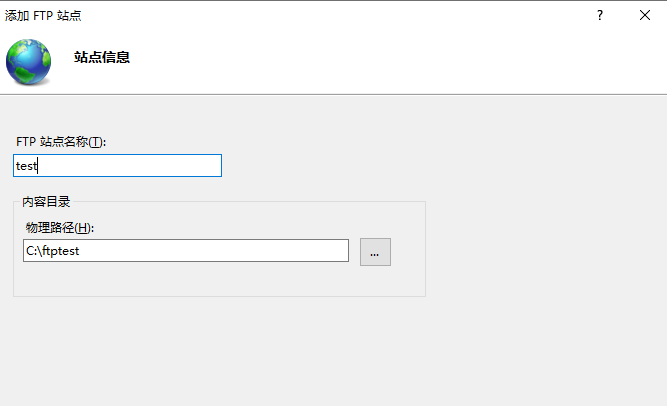 添加 FTP 站点
站点信息
FTP 站点名称(T):
test
内容目录
物理路径(H):
C:\ftptest
...